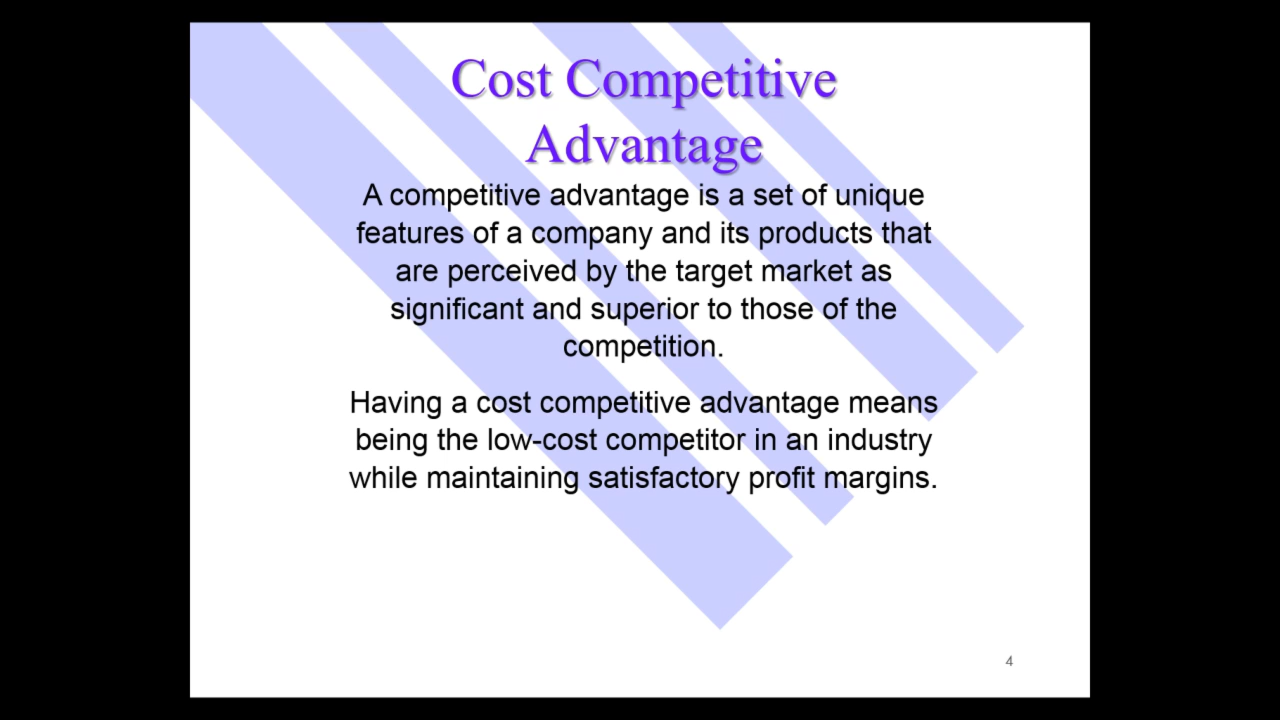 Cost Competitive
Advantage
A competitive advantage is a set of unique
features of a company and its products that
are perceived by the target market as
significant and superior to those of the
competition.
Having a cost competitive advantage means
being the low-cost competitor in an industry
while maintaining satisfactory profit margins.
4